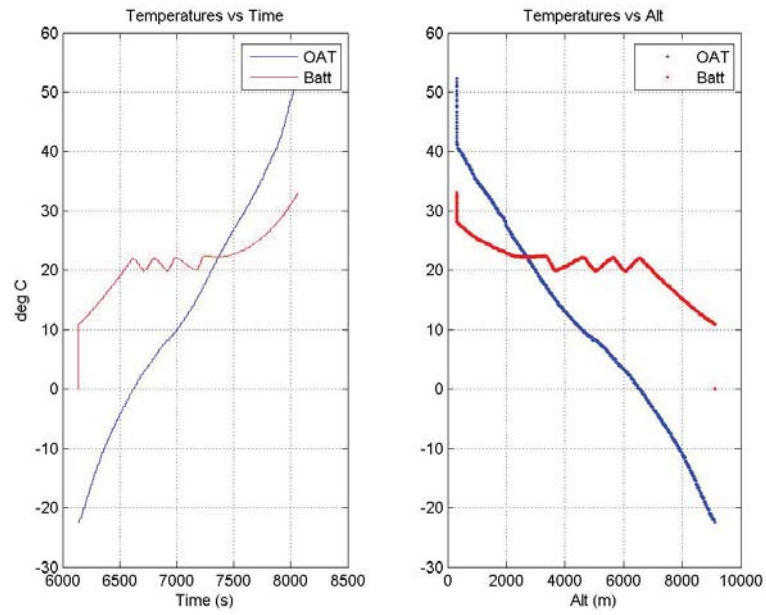 Temperatures vs Time
60
50
40
30
20
10
0
-10
-20
-30
deg C
OAT
Batt
6000 6500 7000 7500 8000 8500
Time (s)
Temperatures vs Alt
60
50
40
30
20
10
0
-10
-20
-30
OAT
Batt
0 2000 4000 6000 8000 10000
Alt (m)